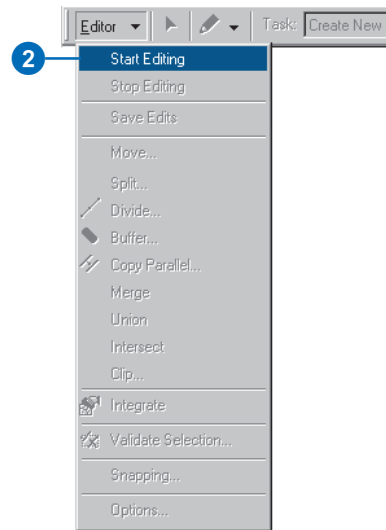 Editor Task: Create New
2 Start Editing
Stop Editing
Save Edits
Move...
Split...
Divide...
Buffer...
Copy Parallel...
Merge
Union
Intersect
Clip...
Integrate
Validate Selection...
Snapping...
Options...